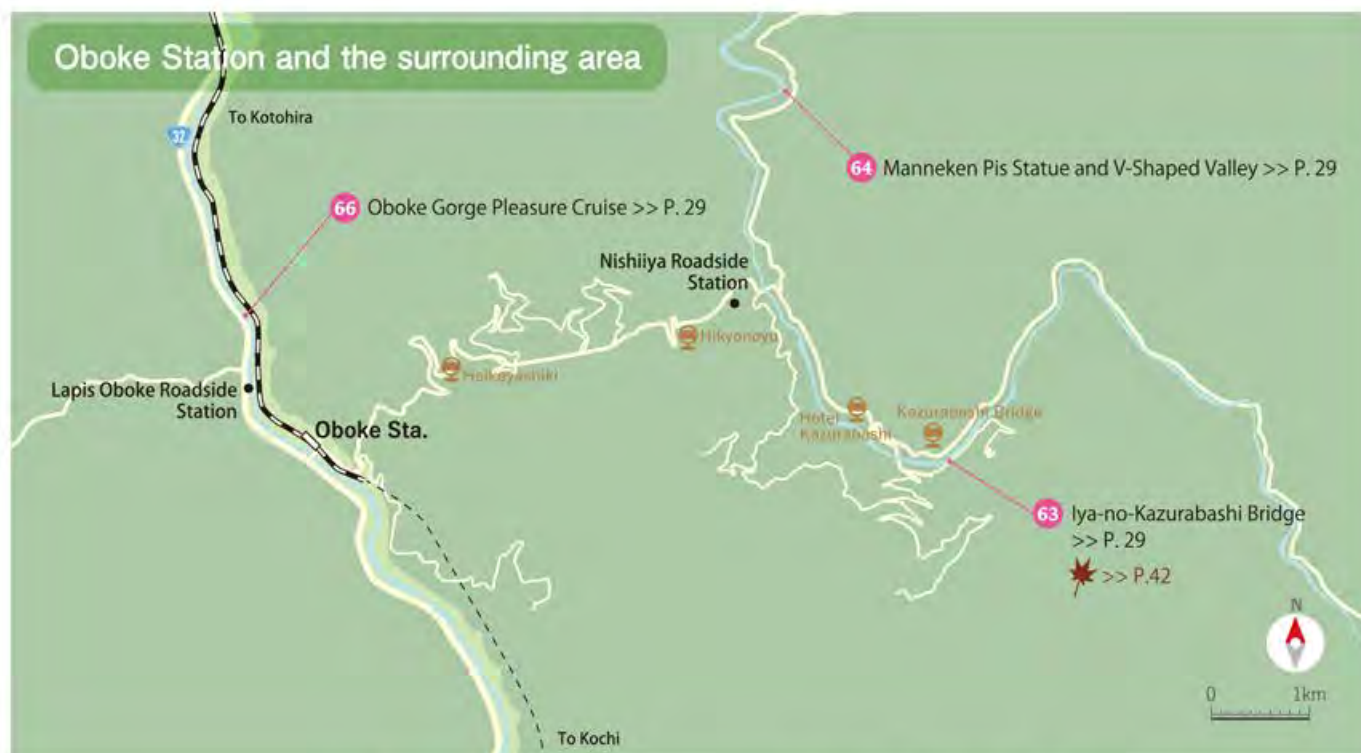 Oboke Station and the surrounding area
32
To Kotohira
64 Manneken Pis Statue and V-Shaped Valley >> P. 29
66 Oboke Gorge Pleasure Cruise >> P. 29
Nishiiya Roadside
Station
Hikyonoyu
Heikeyashiki
Lapis Oboke Roadside
Station
Oboke Sta.
Hotel
Kazurabashi
Kazurabashi Bridge
63 Iya-no-Kazurabashi Bridge
>> P. 29
>> P.42
N
0 1km
To Kochi